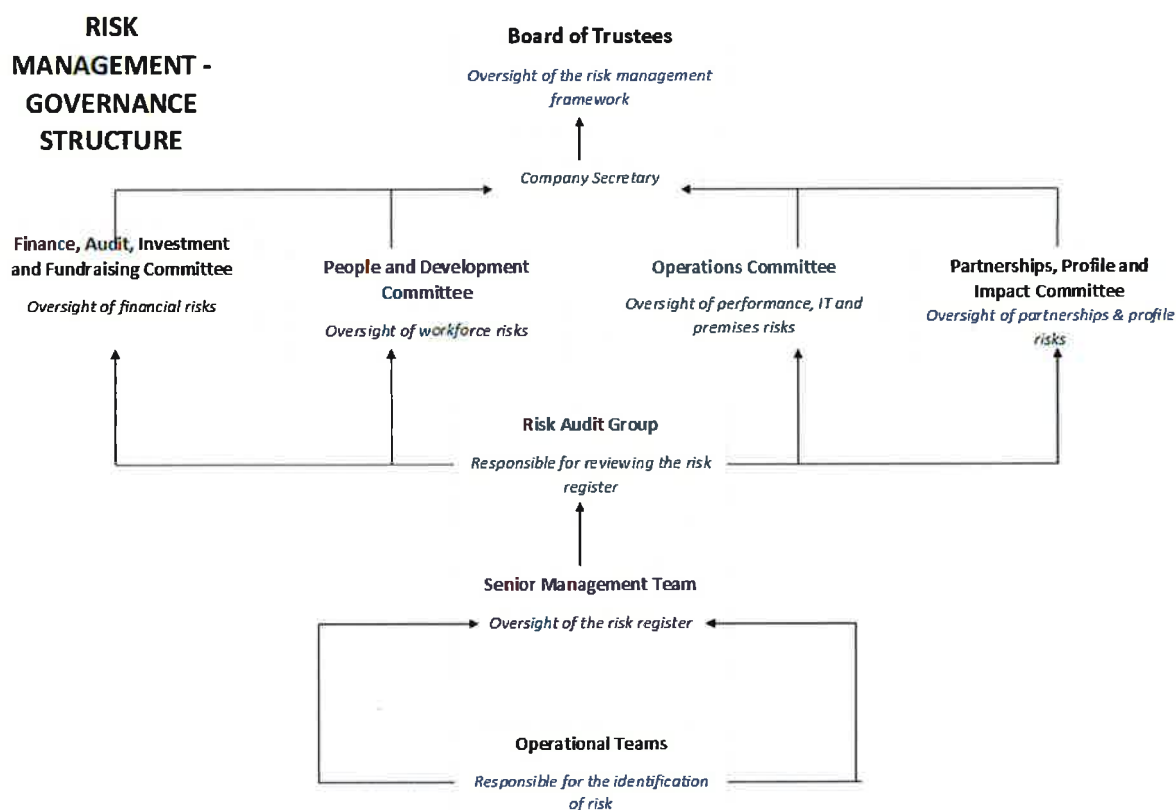 RISK
MANAGEMENT -
GOVERNANCE
STRUCTURE
Board of Trustees
Oversight of the risk management
framework
Company Secretary
Finance, Audit, Investment
and Fundraising Committee
Oversight of financial risks
People and Development
Committee
Oversight of workforce risks
Operations Committee
Oversight of performance, IT and
premises risks
Partnerships, Profile and
Impact Committee
Oversight of partnerships & profile
risks
Risk Audit Group
Responsible for reviewing the risk
register
Senior Management Team
Oversight of the risk register
Operational Teams
Responsible for the identification
of risk